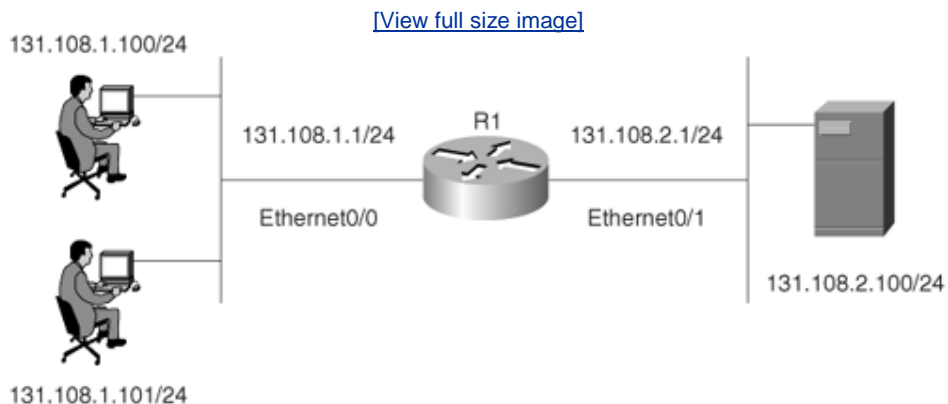 [View full size image]
131.108.1.100/24
R1
131.108.1.1/24
131.108.2.1/24
Ethernet0/0
Ethernet0/1
131.108.2.100/24
131.108.1.101/24